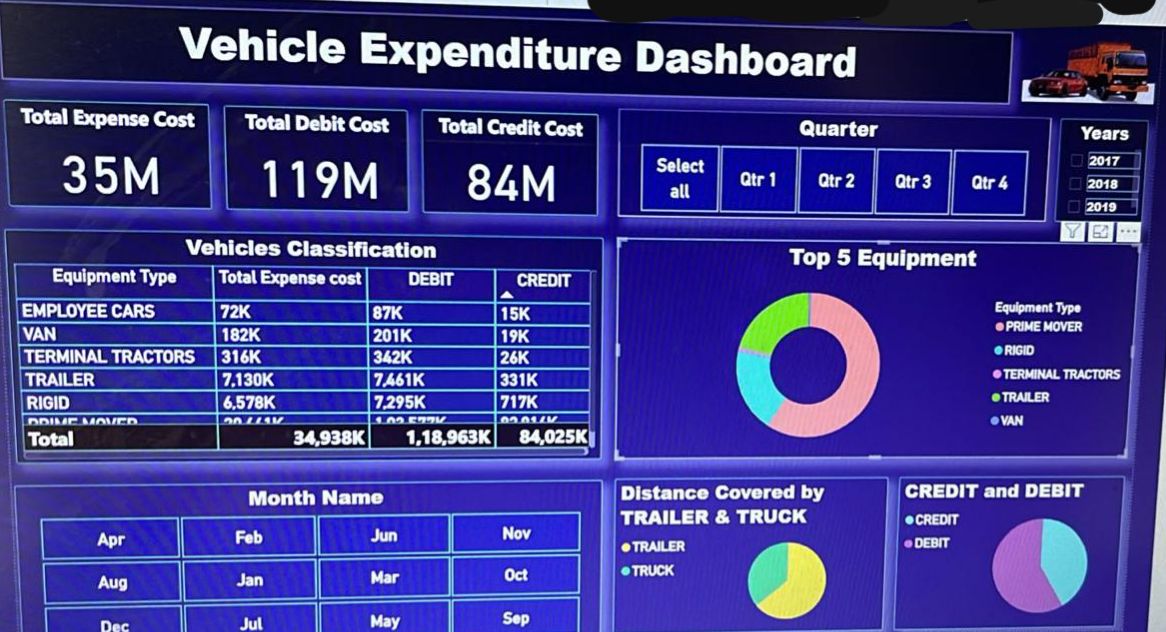 Vehicle Expenditure Dashboard
Total Expense Cost
35M
Total Debit Cost
119M
Total Credit Cost
84M
Quarter
Select all
Qtr 1
Qtr 2
Qtr 3
Qtr 4
Years
2017
2018
2019
Vehicles Classification
Equipment Type Total Expense cost DEBIT CREDIT
EMPLOYEE CARS 72K 87K 15K
VAN 182K 201K 19K
TERMINAL TRACTORS 316K 342K 26K
TRAILER 7,130K 7,461K 331K
RIGID 6,578K 7,295K 717K
PRIME MOVER
Total 34,938K 1,18,963K 84,025K
Top 5 Equipment
Equipment Type
PRIME MOVER
RIGID
TERMINAL TRACTORS
TRAILER
VAN
Month Name
Apr Feb Jun Nov
Aug Jan Mar Oct
Dec Jul May Sep
Distance Covered by
TRAILER & TRUCK
TRAILER
TRUCK
CREDIT and DEBIT
CREDIT
DEBIT